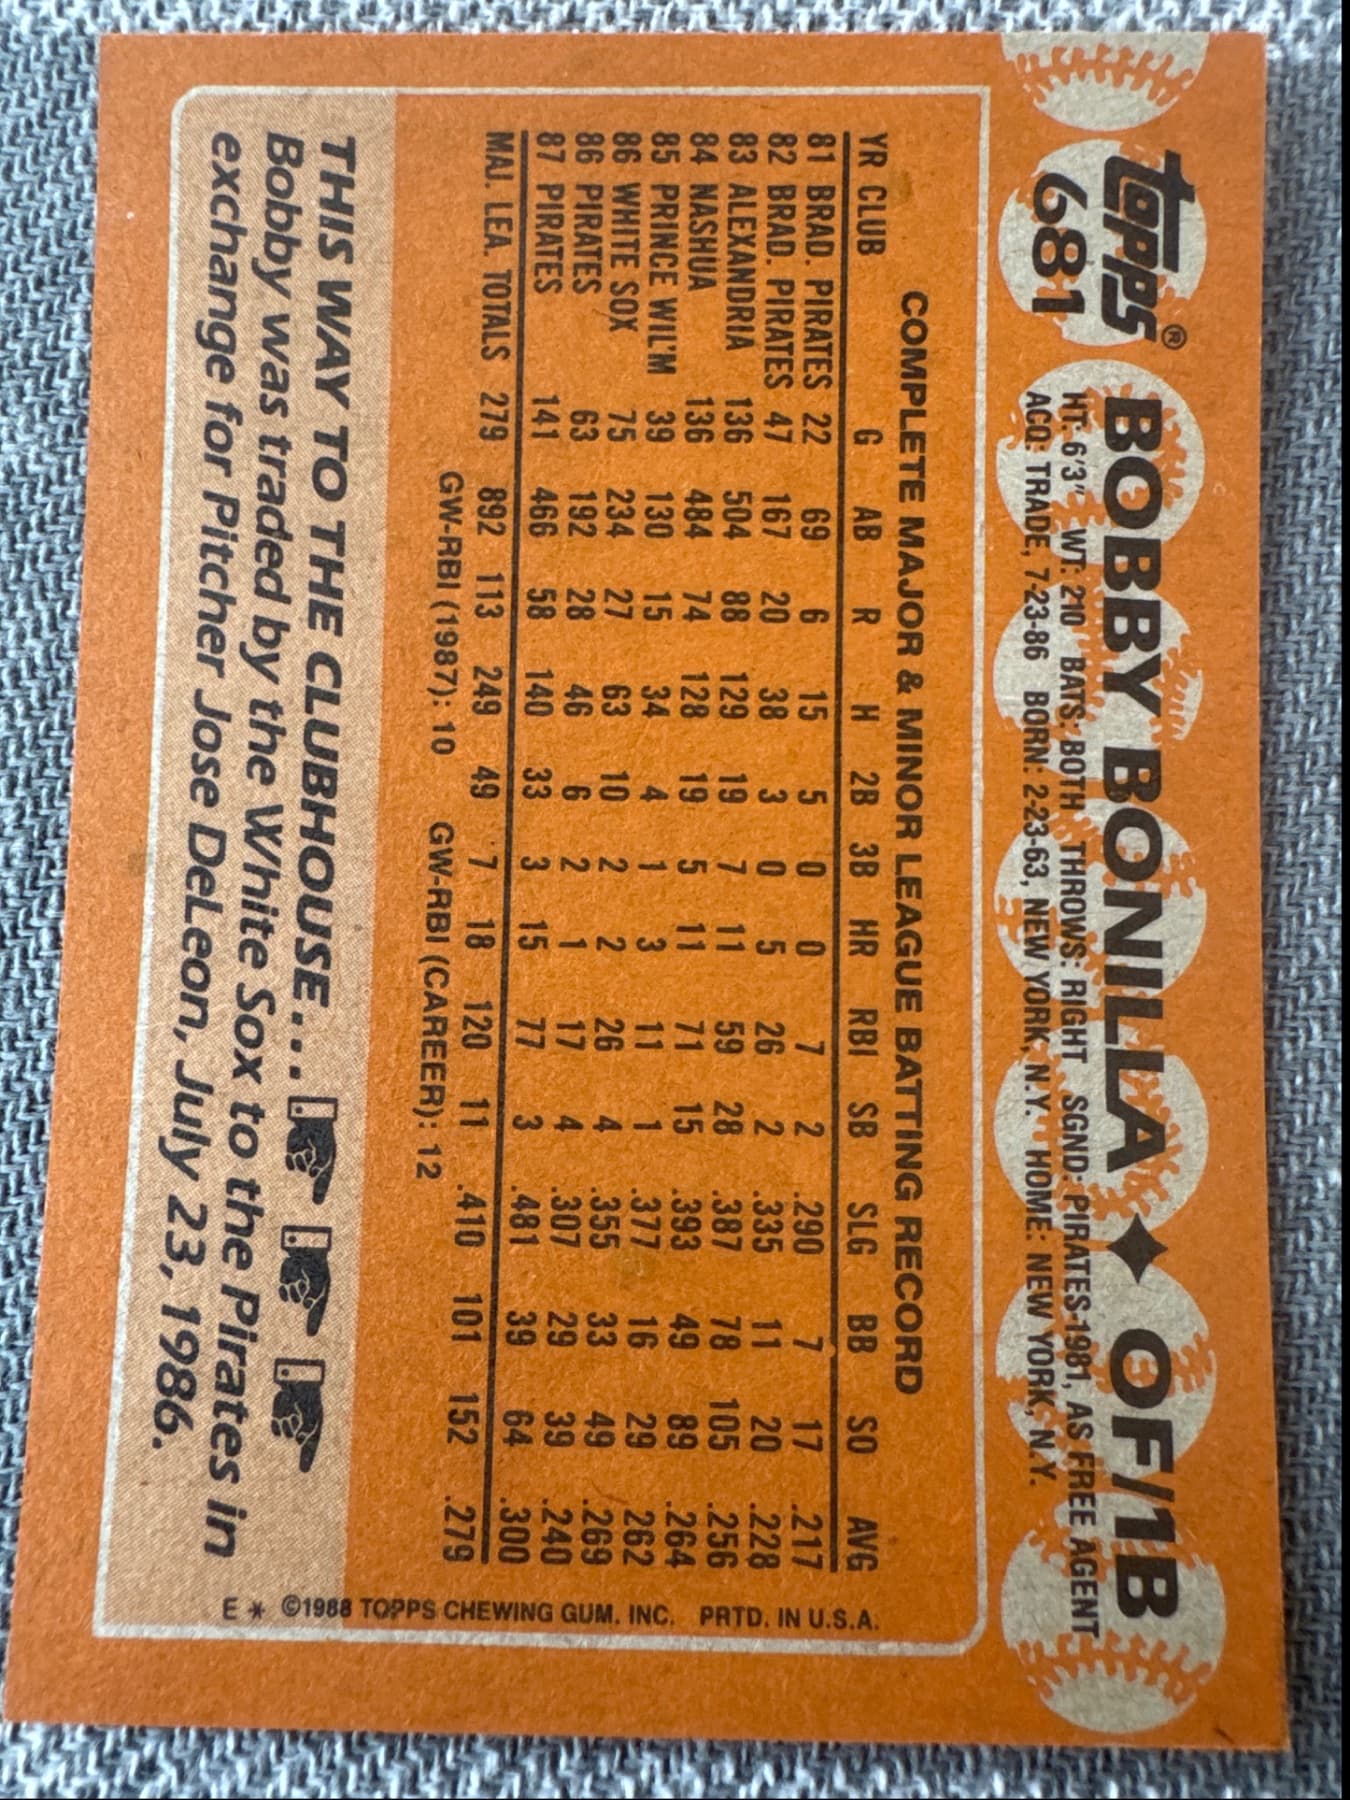 topps®
681
BOBBY BONILLA ✦ OF/1B
HT: 6'3" WT: 210 BATS: BOTH THROWS: RIGHT SGND: PIRATES-1981, AS FREE AGENT
ACQ: TRADE, 7-23-86 BORN: 2-23-63, NEW YORK, N.Y. HOME: NEW YORK, N.Y.
COMPLETE MAJOR & MINOR LEAGUE BATTING RECORD
YR CLUB G AB R H 2B 3B HR RBI SB SLG BB SO AVG
81 BRAD. PIRATES 22 69 6 15 5 0 0 7 2 .290 7 17 .217
82 BRAD. PIRATES 47 167 20 38 3 0 5 26 2 .335 11 20 .228
83 ALEXANDRIA 136 504 88 129 19 7 11 59 28 .387 78 105 .256
84 NASHUA 136 484 74 128 19 5 11 71 15 .393 49 89 .264
85 PRINCE WIL'M 39 130 15 34 4 1 3 11 1 .377 16 29 .262
86 WHITE SOX 75 234 27 63 10 2 2 26 4 .355 33 49 .269
86 PIRATES 63 192 28 46 6 2 1 17 4 .307 29 39 .240
87 PIRATES 141 466 58 140 33 3 15 77 3 .481 39 64 .300
MAJ. LEA. TOTALS 279 892 113 249 49 7 18 120 11 .410 101 152 .279
GW-RBI (1987): 10 GW-RBI (CAREER): 12
THIS WAY TO THE CLUBHOUSE...
Bobby was traded by the White Sox to the Pirates in
exchange for Pitcher Jose DeLeon, July 23, 1986.
E* ©1988 TOPPS CHEWING GUM. INC. PRTD. IN U.S.A.